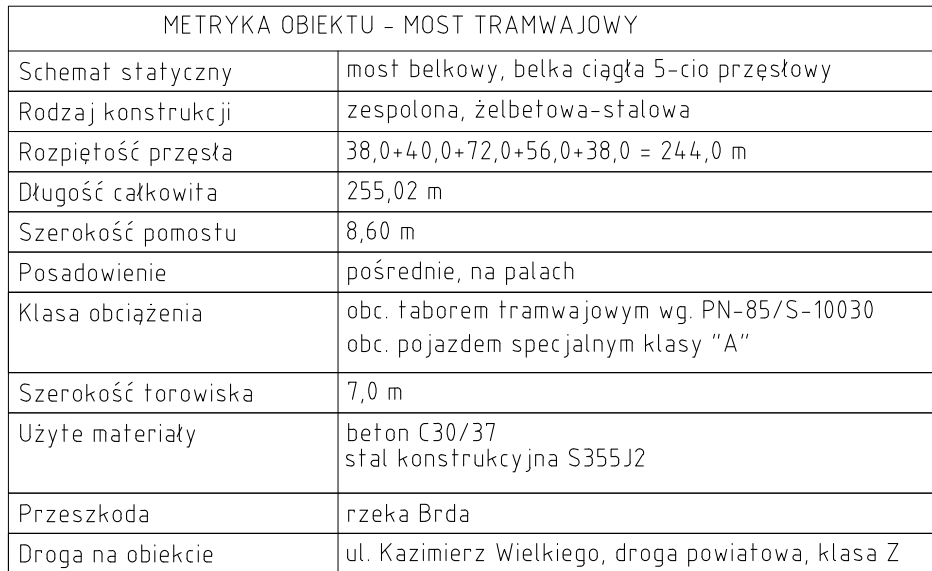 METRYKA OBIEKTU - MOST TRAMWAJOWY
Schemat statyczny most belkowy, belka ciągła 5-cio przęsłowy
Rodzaj konstrukcji zespolona, żelbetowa-stalowa
Rozpiętość przęsła 38,0+40,0+72,0+56,0+38,0 = 244,0 m
Długość całkowita 255,02 m
Szerokość pomostu 8,60 m
Posadowienie pośrednie, na palach
Klasa obciążenia obc. taborem tramwajowym wg. PN-85/S-10030
obc. pojazdem specjalnym klasy "A"
Szerokość torowiska 7,0 m
Użyte materiały beton C30/37
stal konstrukcyjna S355J2
Przeszkoda rzeka Brda
Droga na obiekcie ul. Kazimierz Wielkiego, droga powiatowa, klasa Z